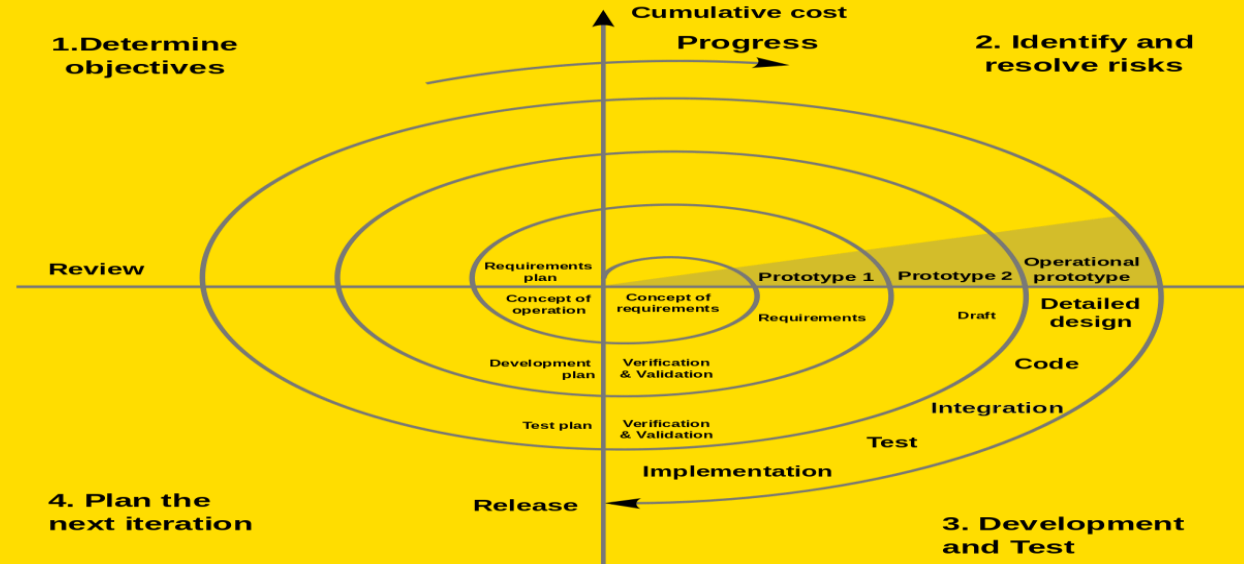 Cumulative cost
Progress
1.Determine
objectives
2. Identify and
resolve risks
Review
Requirements
plan
Concept of
operation
Concept of
requirements
Prototype 1
Prototype 2
Operational
prototype
Requirements
Draft
Detailed
design
Development
plan
Verification
& Validation
Code
Integration
Test plan
Verification
& Validation
Test
Implementation
Release
4. Plan the
next iteration
3. Development
and Test